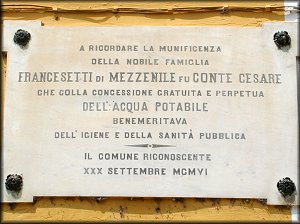 A RICORDARE LA MUNIFICENZA
DELLA NOBILE FAMIGLIA
FRANCESETTI DI MEZZENILE FU CONTE CESARE
CHE COLLA CONCESSIONE GRATUITA E PERPETUA
DELL'ACQUA POTABILE
BENEMERITAVA
DELL'IGIENE E DELLA SANITÀ PUBBLICA
IL COMUNE RICONOSCENTE
XXX SETTEMBRE MCMVI